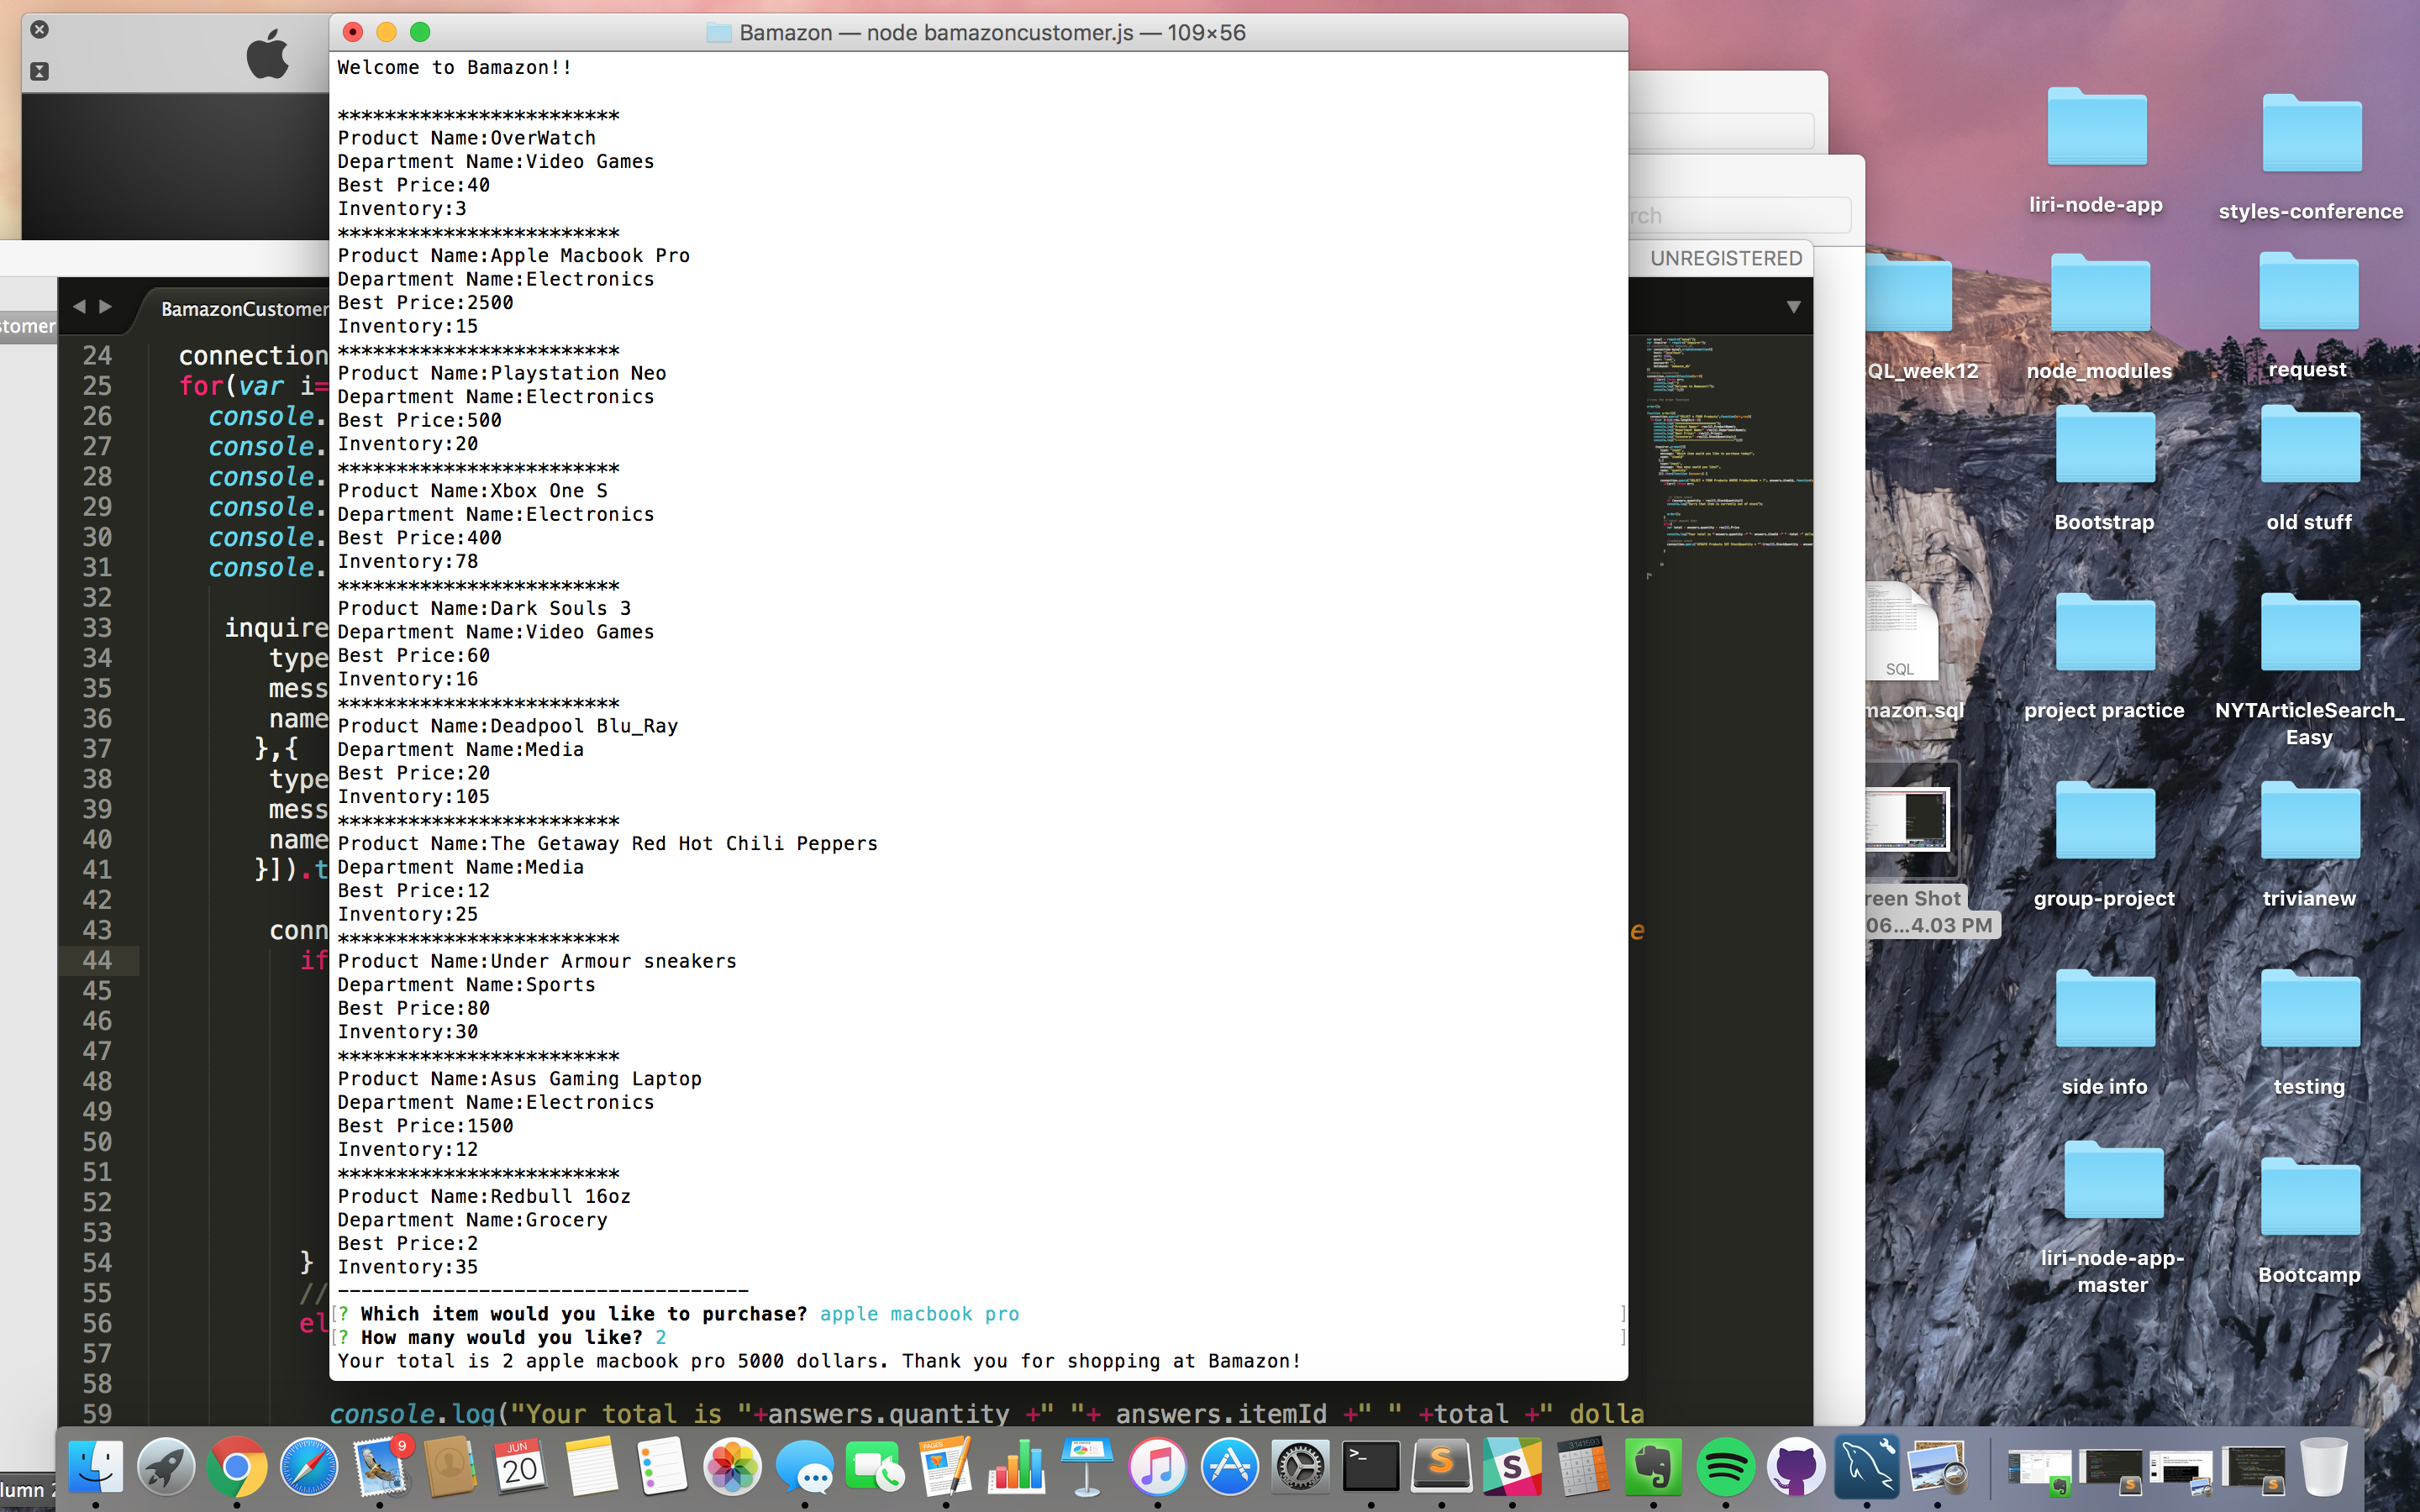 Bamazon — node bamazoncustomer.js — 109×56
Welcome to Bamazon!!
************************
Product Name:OverWatch
Department Name:Video Games
Best Price:40
Inventory:3
************************
Product Name:Apple Macbook Pro
Department Name:Electronics
Best Price:2500
Inventory:15
************************
Product Name:Playstation Neo
Department Name:Electronics
Best Price:500
Inventory:20
************************
Product Name:Xbox One S
Department Name:Electronics
Best Price:400
Inventory:78
************************
Product Name:Dark Souls 3
Department Name:Video Games
Best Price:60
Inventory:16
************************
Product Name:Deadpool Blu_Ray
Department Name:Media
Best Price:20
Inventory:105
************************
Product Name:The Getaway Red Hot Chili Peppers
Department Name:Media
Best Price:12
Inventory:25
************************
Product Name:Under Armour sneakers
Department Name:Sports
Best Price:80
Inventory:30
************************
Product Name:Asus Gaming Laptop
Department Name:Electronics
Best Price:1500
Inventory:12
************************
Product Name:Redbull 16oz
Department Name:Grocery
Best Price:2
Inventory:35
-----------------------------------
[? Which item would you like to purchase? apple macbook pro ]
[? How many would you like? 2 ]
Your total is 2 apple macbook pro 5000 dollars. Thank you for shopping at Bamazon!
stomer
BamazonCustomer
24 connection
25 for(var i=
26 console.
27 console.
28 console.
29 console.
30 console.
31 console.
32
33 inquire
34 type
35 mess
36 name
37 },{
38 type
39 mess
40 name
41 }]).t
42
43 conn e
44 if
45
46
47
48
49
50
51
52
53
54 }
55 //
56 el
57
58
59 console.log("Your total is "+answers.quantity +" "+ answers.itemId +" " +total +" dolla
lumn 2
rch
UNREGISTERED
liri-node-app
styles-conference
QL_week12
node_modules
request
Bootstrap
old stuff
SQL
mazon.sql
project practice
NYTArticleSearch_
Easy
reen Shot
06...4.03 PM
group-project
trivianew
side info
testing
liri-node-app-
master
Bootcamp
9
JUN
20
PAGES
3.141593